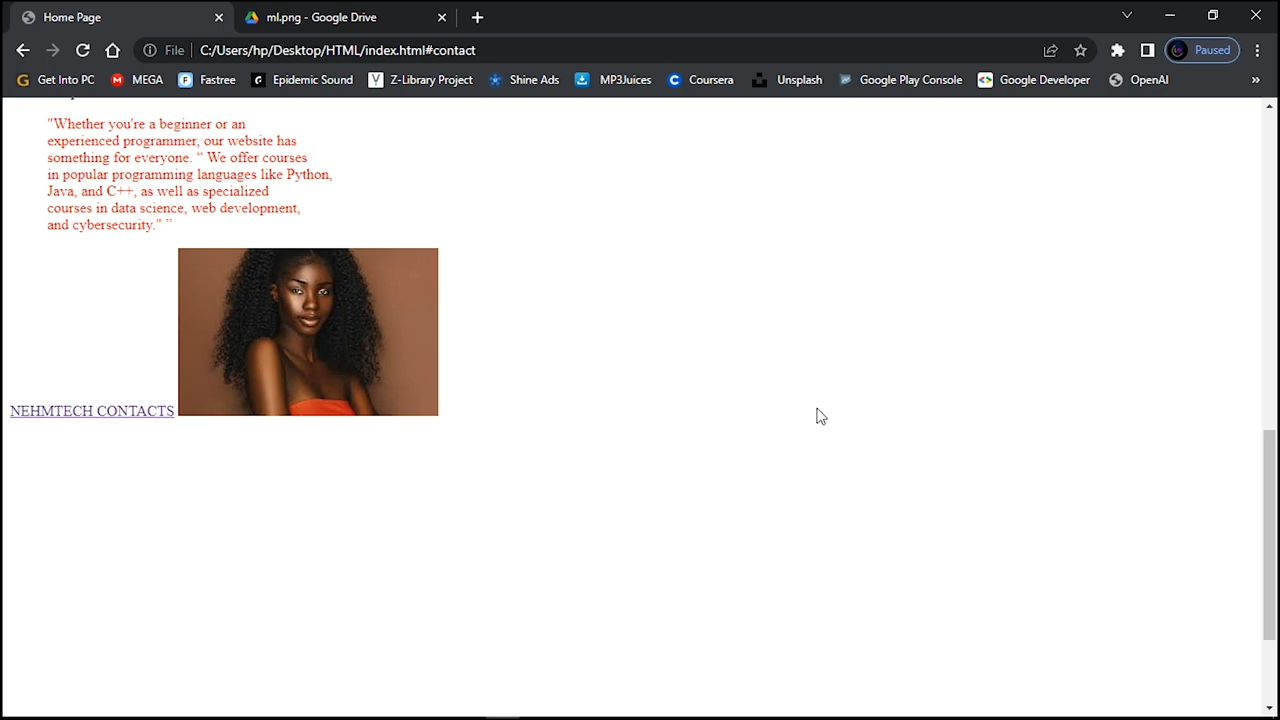 Home Page
ml.png - Google Drive
File C:/Users/hp/Desktop/HTML/index.html#contact
Paused
Get Into PC MEGA Fastree Epidemic Sound Z-Library Project Shine Ads MP3Juices Coursera Unsplash Google Play Console Google Developer OpenAI »
"Whether you're a beginner or an
experienced programmer, our website has
something for everyone. “ We offer courses
in popular programming languages like Python,
Java, and C++, as well as specialized
courses in data science, web development,
and cybersecurity." ”
NEHMTECH CONTACTS